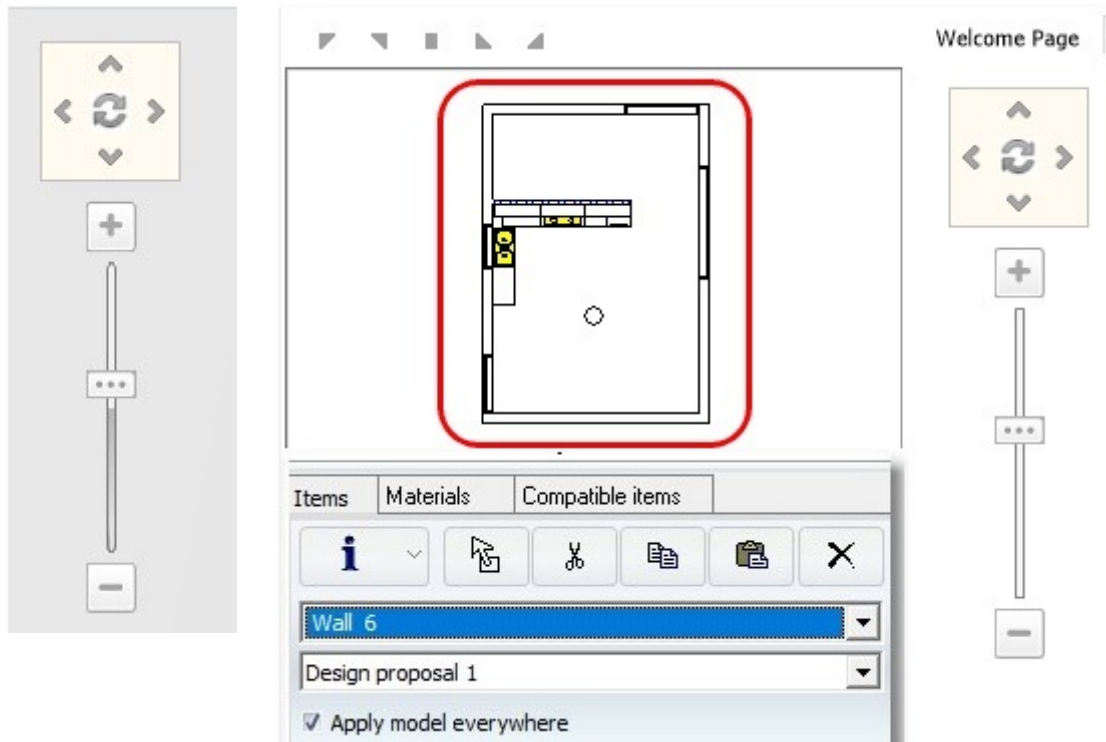 Welcome Page
Items
Materials
Compatible items
Wall 6
Design proposal 1
Apply model everywhere